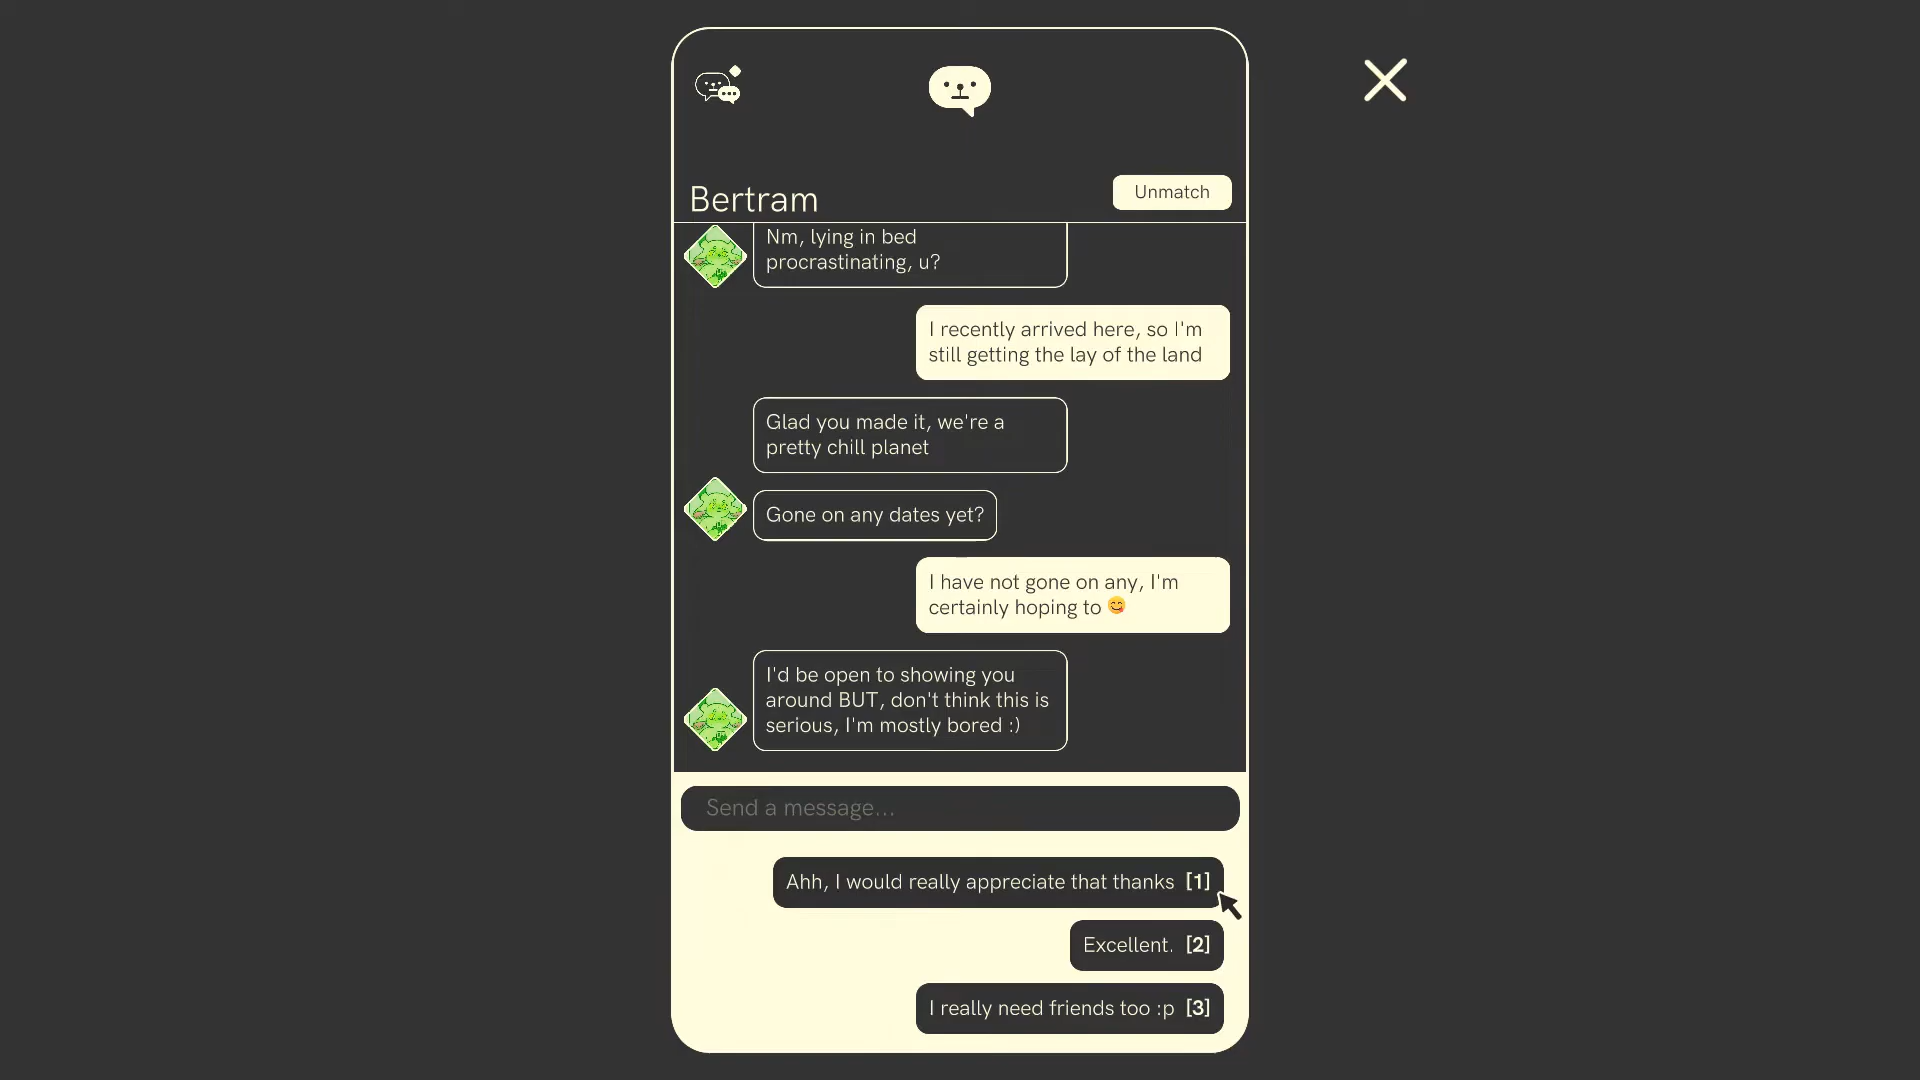 Bertram
Unmatch
Nm, lying in bed
procrastinating, u?
I recently arrived here, so I'm
still getting the lay of the land
Glad you made it, we're a
pretty chill planet
Gone on any dates yet?
I have not gone on any, I'm
certainly hoping to 😋
I'd be open to showing you
around BUT, don't think this is
serious, I'm mostly bored :)
Send a message...
Ahh, I would really appreciate that thanks [1]
Excellent. [2]
I really need friends too :p [3]